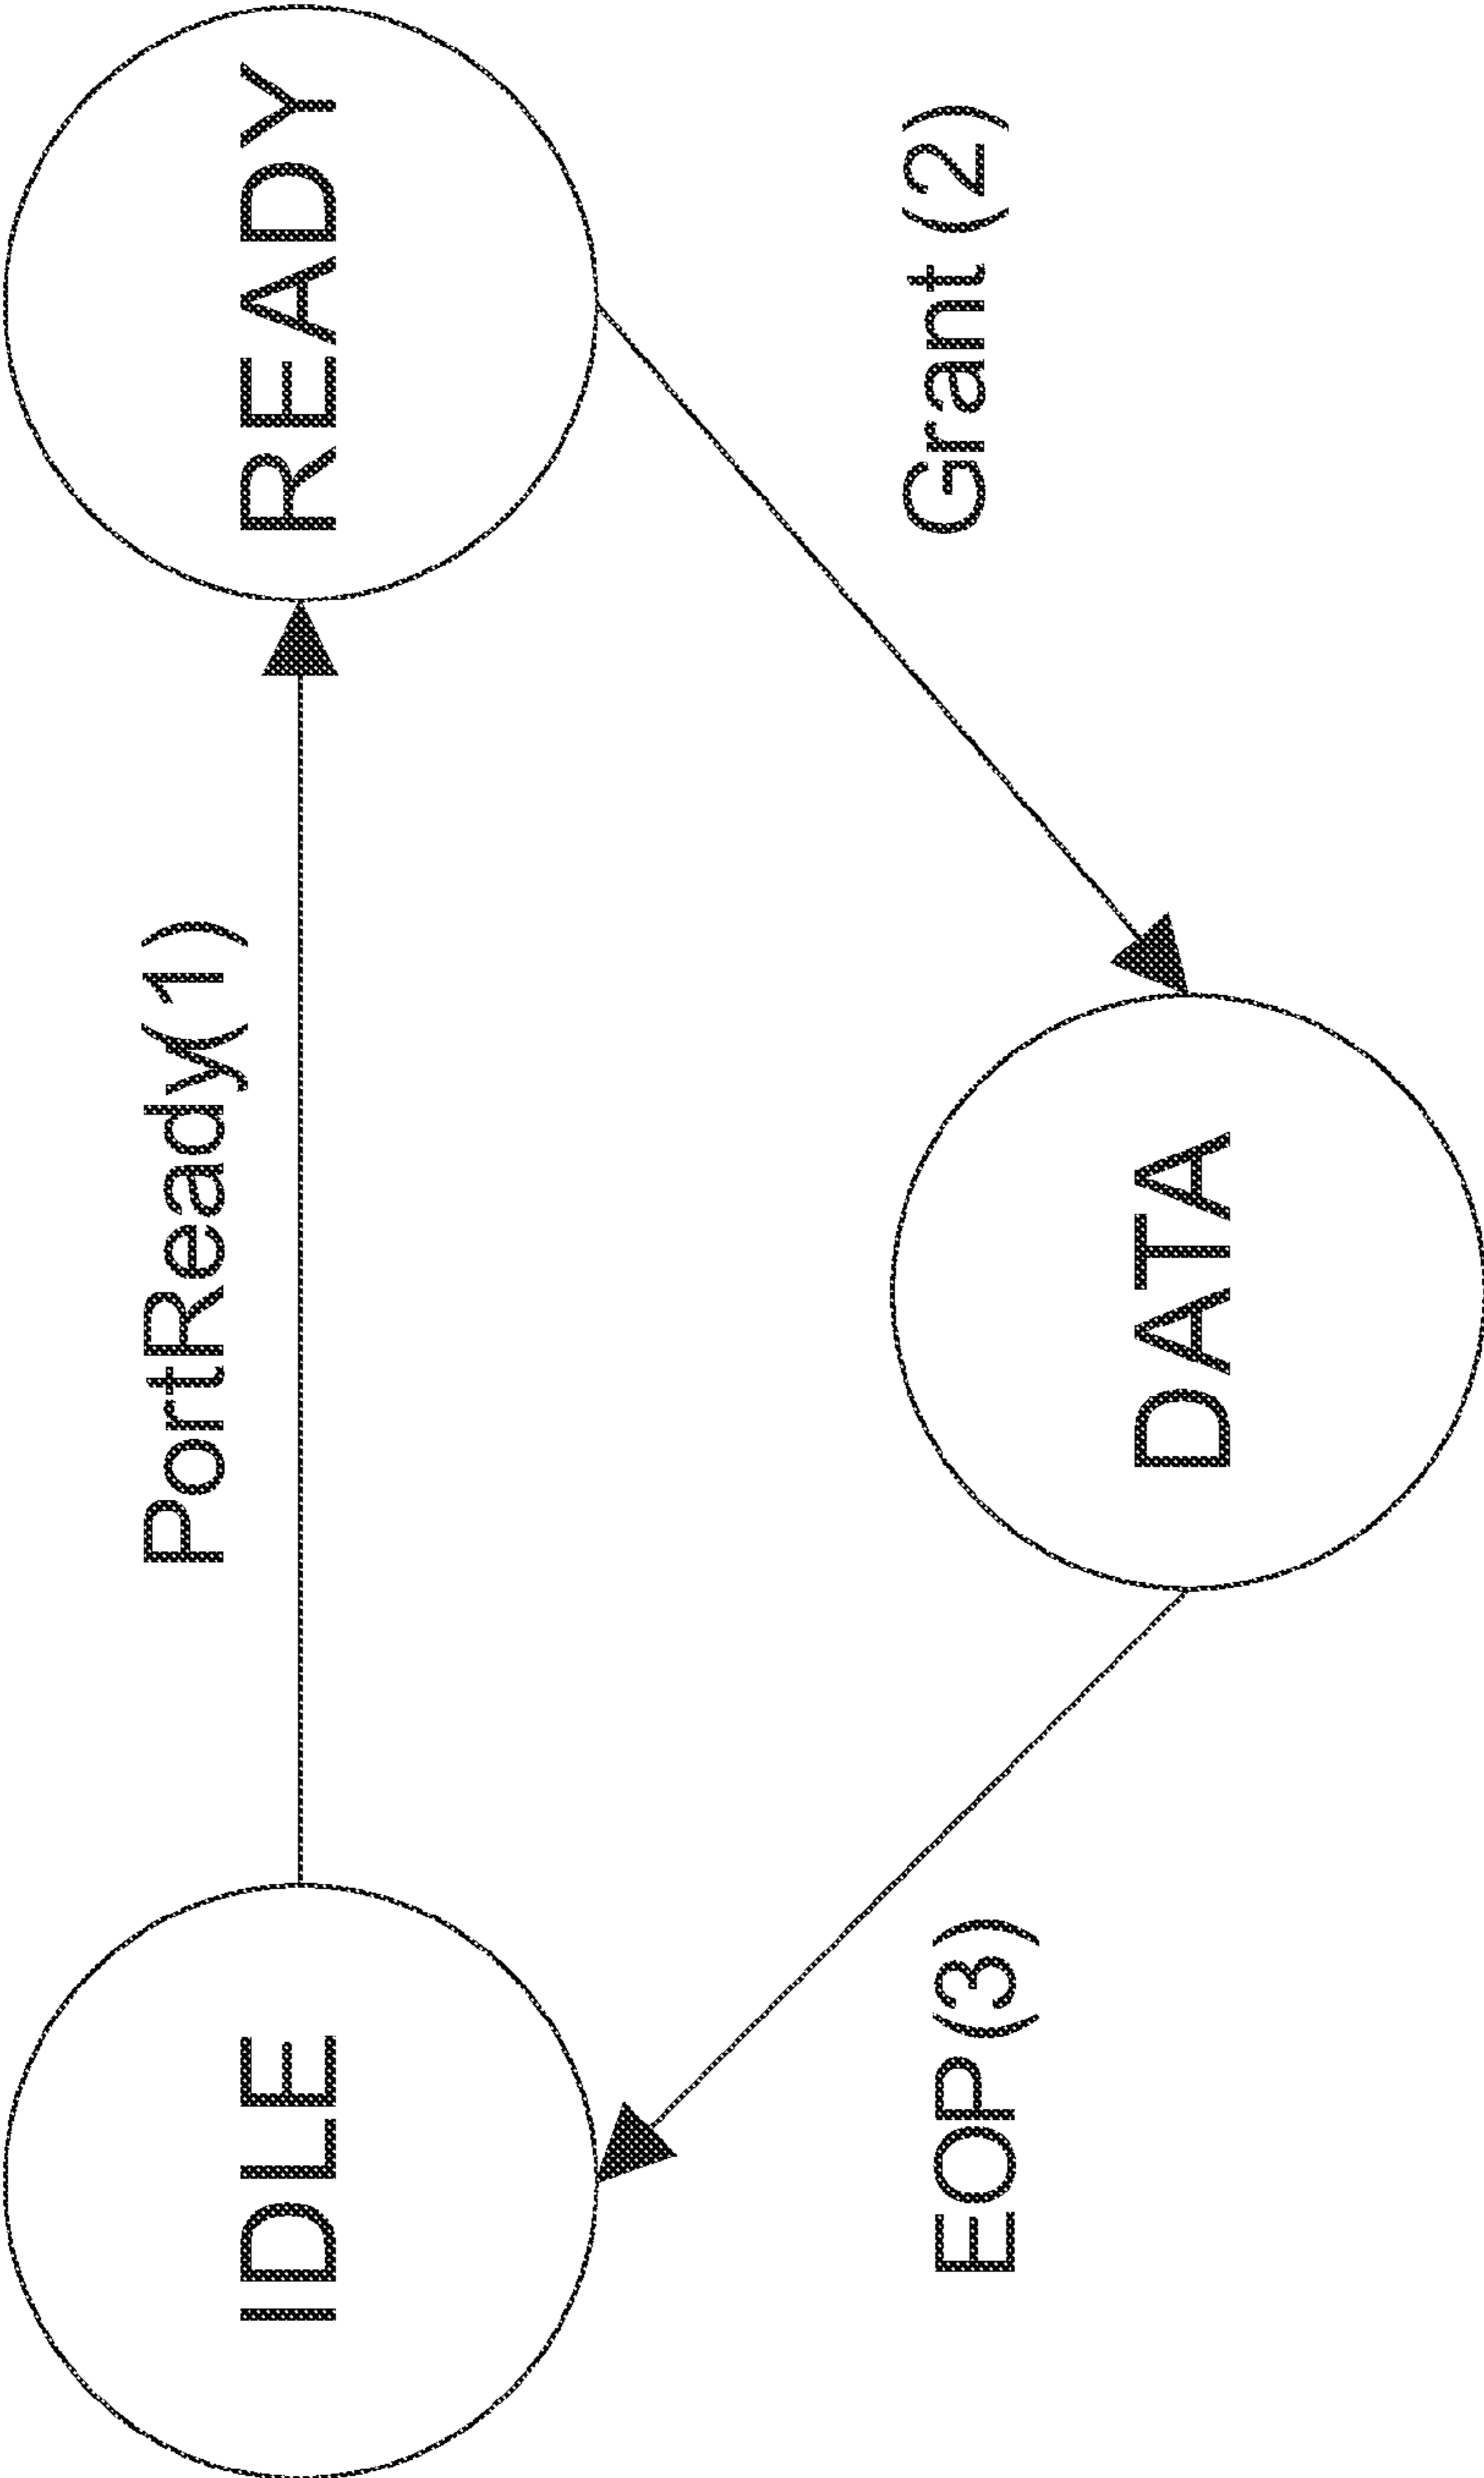 PortReady(1)
IDLE
READY
EOP (3)
Grant (2)
DATA